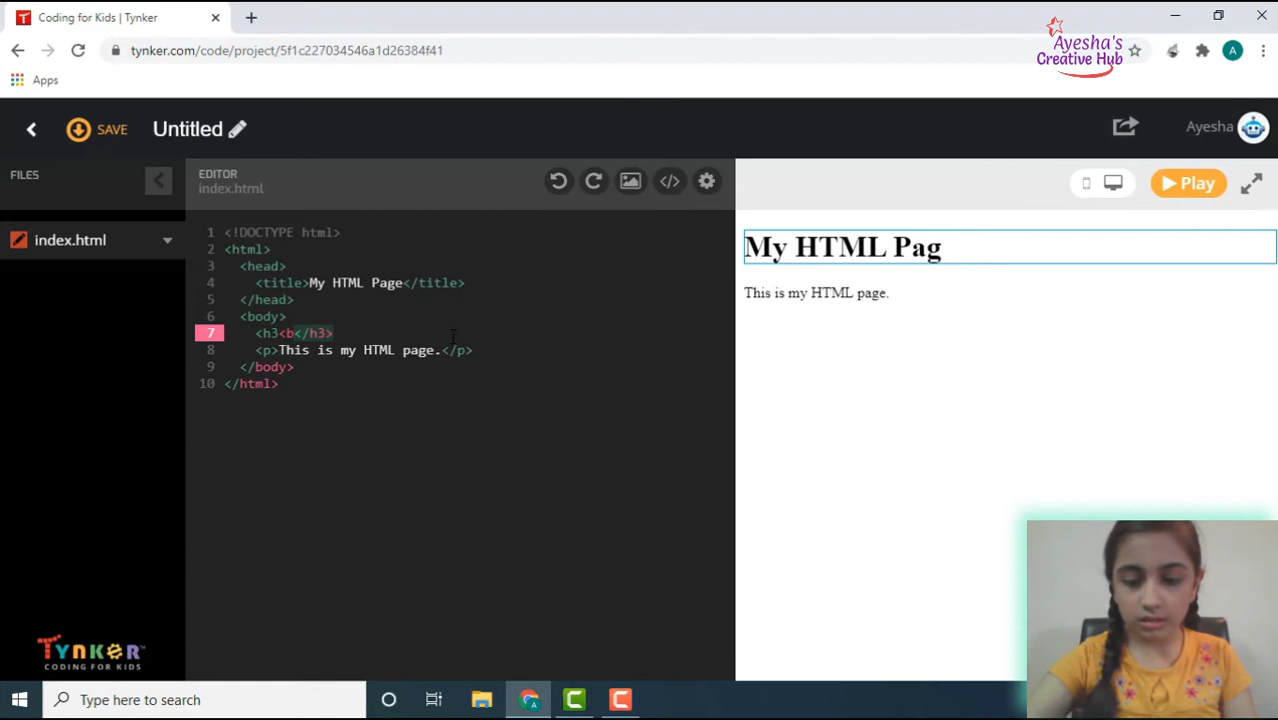 Coding for Kids | Tynker
tynker.com/code/project/5f1c227034546a1d26384f41
Ayesha's
Creative Hub
A
Apps
SAVE
Untitled
Ayesha
FILES
EDITOR
index.html
Play
index.html
1 <!DOCTYPE html>
2 <html>
3 <head>
4 <title>My HTML Page</title>
5 </head>
6 <body>
7 <h3<b</h3>
8 <p>This is my HTML page.</p>
9 </body>
10 </html>
My HTML Pag
This is my HTML page.
TYNKER
CODING FOR KIDS
Type here to search